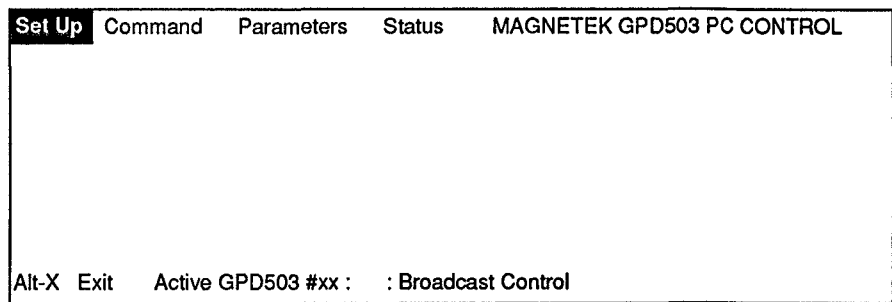 Set Up Command Parameters Status MAGNETEK GPD503 PC CONTROL
Alt-X Exit Active GPD503 #xx : : Broadcast Control